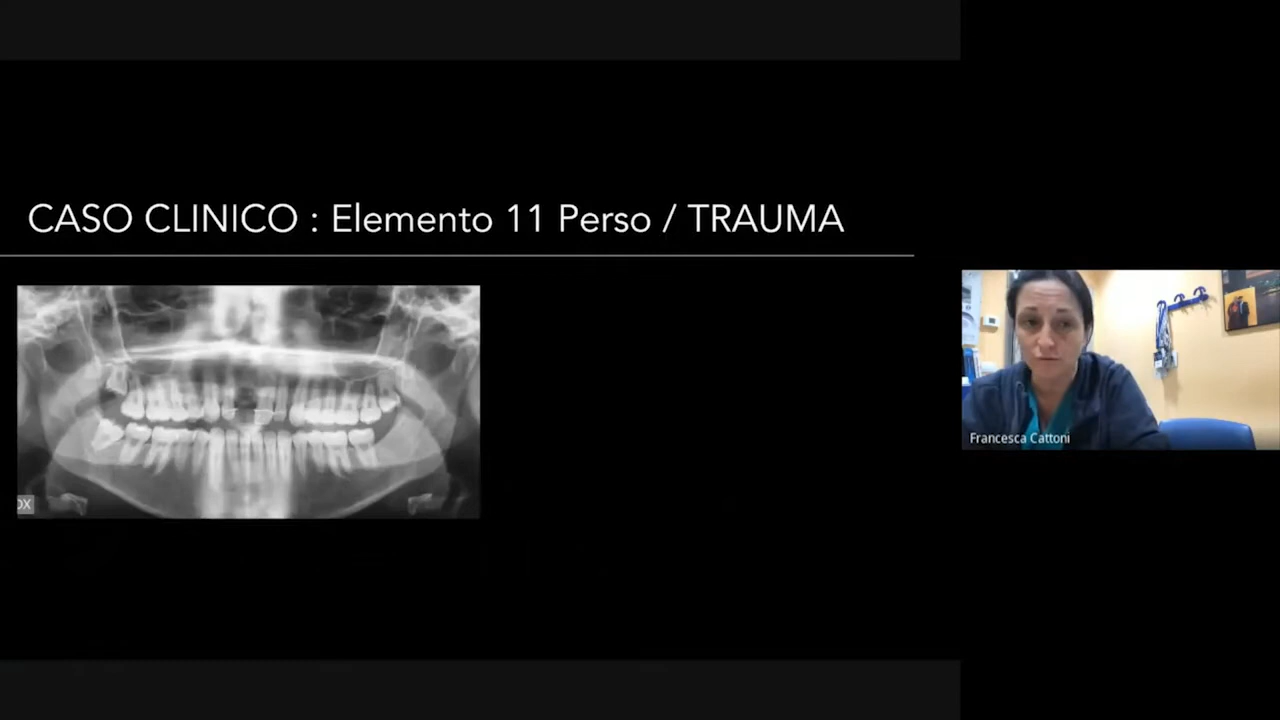 CASO CLINICO : Elemento 11 Perso / TRAUMA
DX
Francesca Cattoni